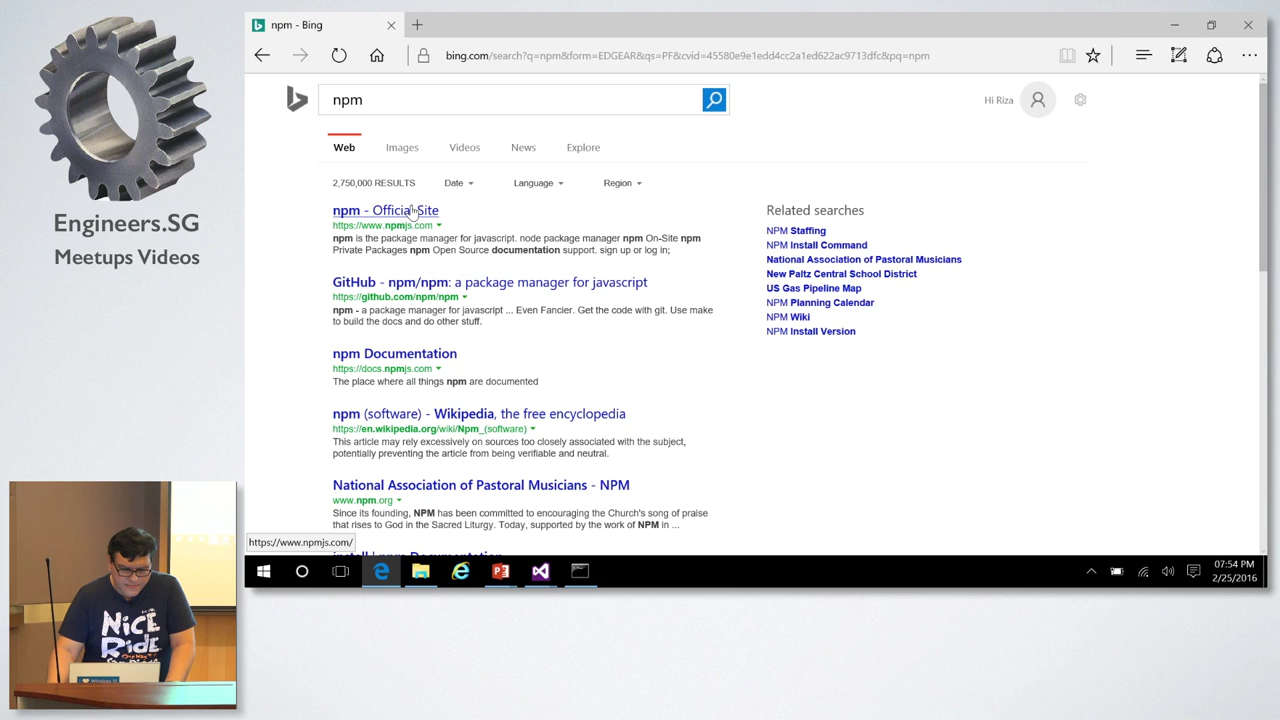 Engineers.SG
Meetups Videos
npm - Bing
bing.com/search?q=npm&form=EDGEAR&qs=PF&cvid=45580e9e1edd4cc2a1ed622ac9713dfc&pq=npm
npm
Hi Riza
Web Images Videos News Explore
2,750,000 RESULTS Date Language Region
npm - Official Site
https://www.npmjs.com
npm is the package manager for javascript. node package manager npm On-Site npm
Private Packages npm Open Source documentation support. sign up or log in;
GitHub - npm/npm: a package manager for javascript
https://github.com/npm/npm
npm - a package manager for javascript ... Even Fancier. Get the code with git. Use make
to build the docs and do other stuff.
npm Documentation
https://docs.npmjs.com
The place where all things npm are documented
npm (software) - Wikipedia, the free encyclopedia
https://en.wikipedia.org/wiki/Npm_(software)
This article may rely excessively on sources too closely associated with the subject,
potentially preventing the article from being verifiable and neutral.
National Association of Pastoral Musicians - NPM
www.npm.org
Since its founding, NPM has been committed to encouraging the Church's song of praise
that rises to God in the Sacred Liturgy. Today, supported by the work of NPM in ...
install | npm Documentation
Related searches
NPM Staffing
NPM Install Command
National Association of Pastoral Musicians
New Paltz Central School District
US Gas Pipeline Map
NPM Planning Calendar
NPM Wiki
NPM Install Version
https://www.npmjs.com/
07:54 PM
2/25/2016
NiCE
RiDE
Windows 10